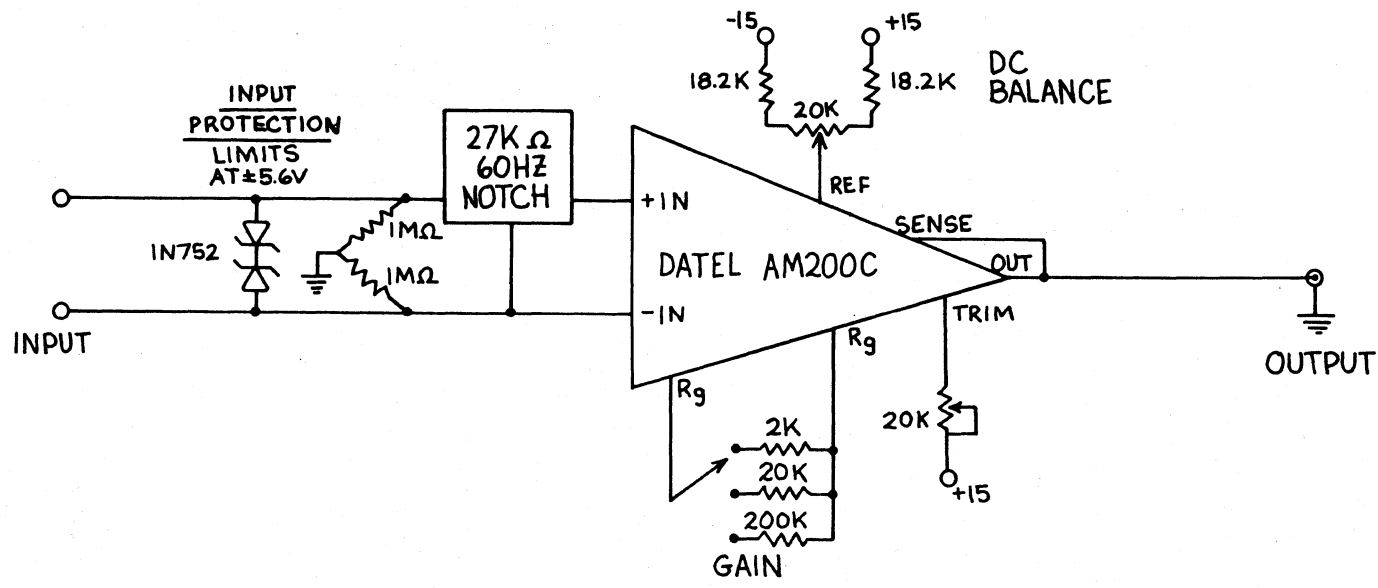 -15
+15
18.2K
18.2K
20K
DC
BALANCE
INPUT
PROTECTION
LIMITS
AT±5.6V
27K Ω
60HZ
NOTCH
REF
+IN
SENSE
1MΩ
IN752
1MΩ
DATEL AM200C
OUT
-IN
TRIM
INPUT
Rg
OUTPUT
Rg
20K
2K
20K
+15
200K
GAIN